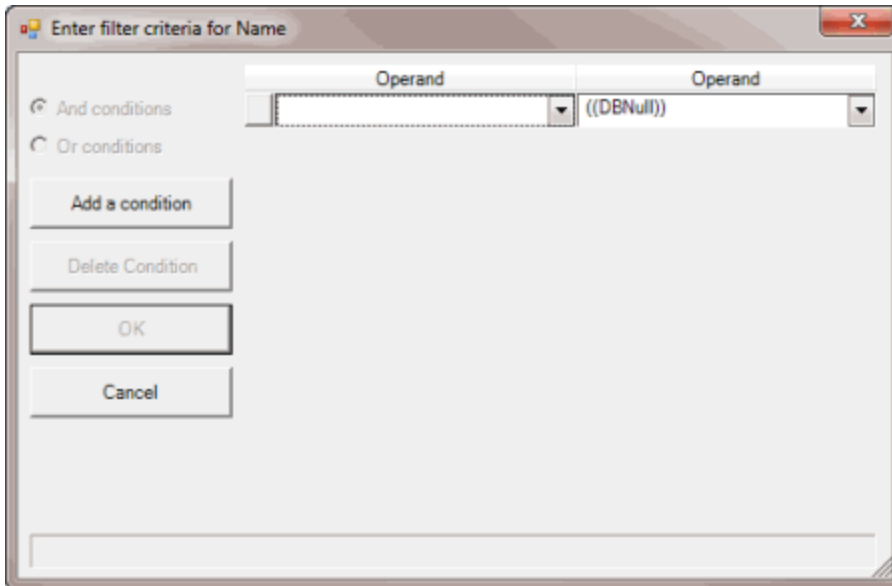 Enter filter criteria for Name
Operand Operand
And conditions
((DBNull))
Or conditions
Add a condition
Delete Condition
OK
Cancel